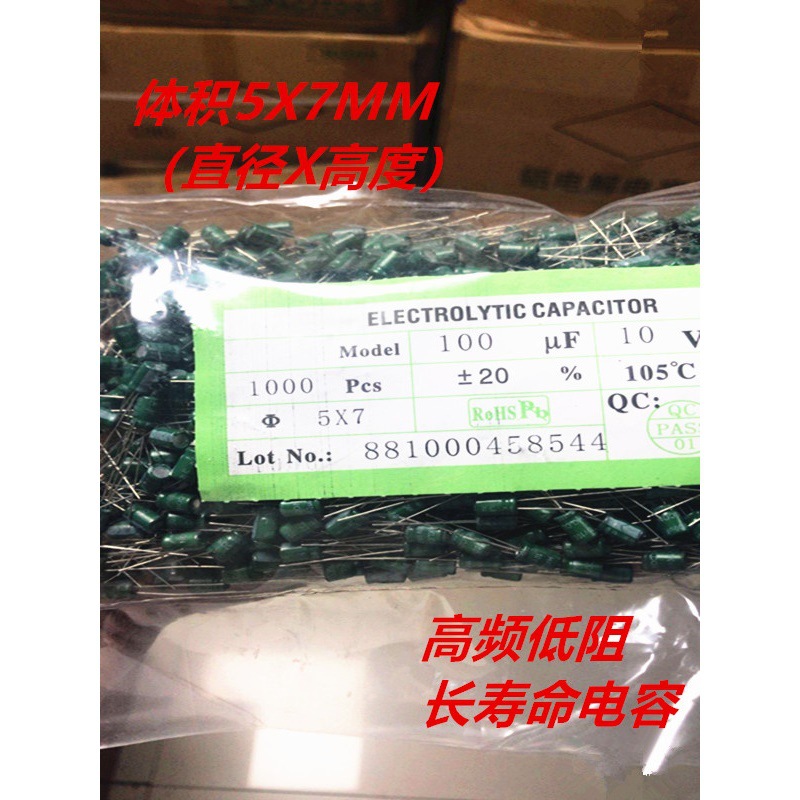 体积5X7MM
（直径X高度）
ELECTROLYTIC CAPACITOR
Model 100 μF 10 V
1000 Pcs ±20 % 105℃
Φ 5X7 RoHS Pb QC:
QC
PASS
01
Lot No.: 881000458544
高频低阻
长寿命电容